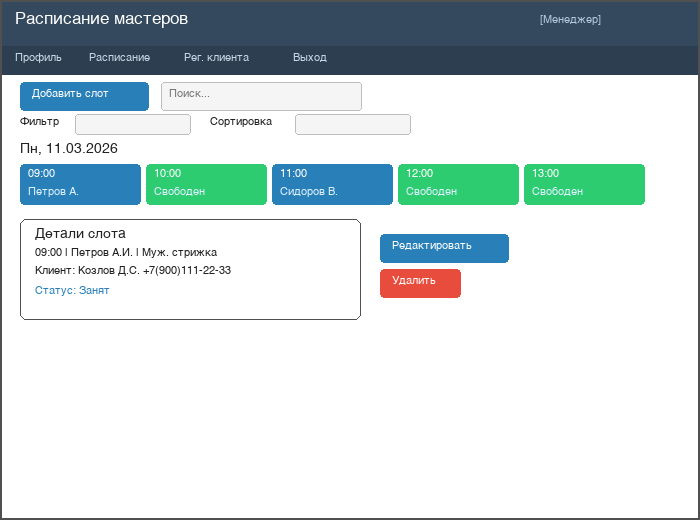 Расписание мастеров
[Менеджер]
Профиль Расписание Рег. клиента Выход
Добавить слот
Поиск...
Фильтр
Сортировка
Пн, 11.03.2026
09:00
Петров А.
10:00
Свободен
11:00
Сидоров В.
12:00
Свободен
13:00
Свободен
Детали слота
09:00 | Петров А.И. | Муж. стрижка
Клиент: Козлов Д.С. +7(900)111-22-33
Статус: Занят
Редактировать
Удалить